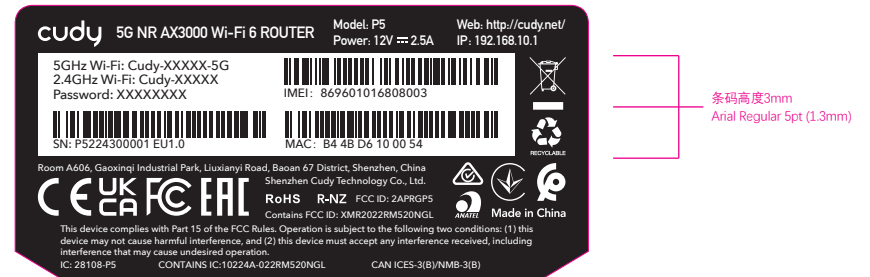 cudy 5G NR AX3000 Wi-Fi 6 ROUTER
Model: P5
Power: 12V ⎓ 2.5A
Web: http://cudy.net/
IP: 192.168.10.1
5GHz Wi-Fi: Cudy-XXXXX-5G
2.4GHz Wi-Fi: Cudy-XXXXX
Password: XXXXXXXX
IMEI: 869601016808003
SN: P5224300001 EU1.0
MAC: B4 4B D6 10 00 54
RECYCLABLE
条码高度3mm
Arial Regular 5pt (1.3mm)
Room A606, Gaoxinqi Industrial Park, Liuxianyi Road, Baoan 67 District, Shenzhen, China
Shenzhen Cudy Technology Co., Ltd.
CE UKCA FC EAC
RoHS R-NZ FCC ID: 2APRGP5
Contains FCC ID: XMR2022RM520NGL
ANATEL
Made in China
This device complies with Part 15 of the FCC Rules. Operation is subject to the following two conditions: (1) this
device may not cause harmful interference, and (2) this device must accept any interference received, including
interference that may cause undesired operation.
IC: 28108-P5 CONTAINS IC:10224A-022RM520NGL CAN ICES-3(B)/NMB-3(B)